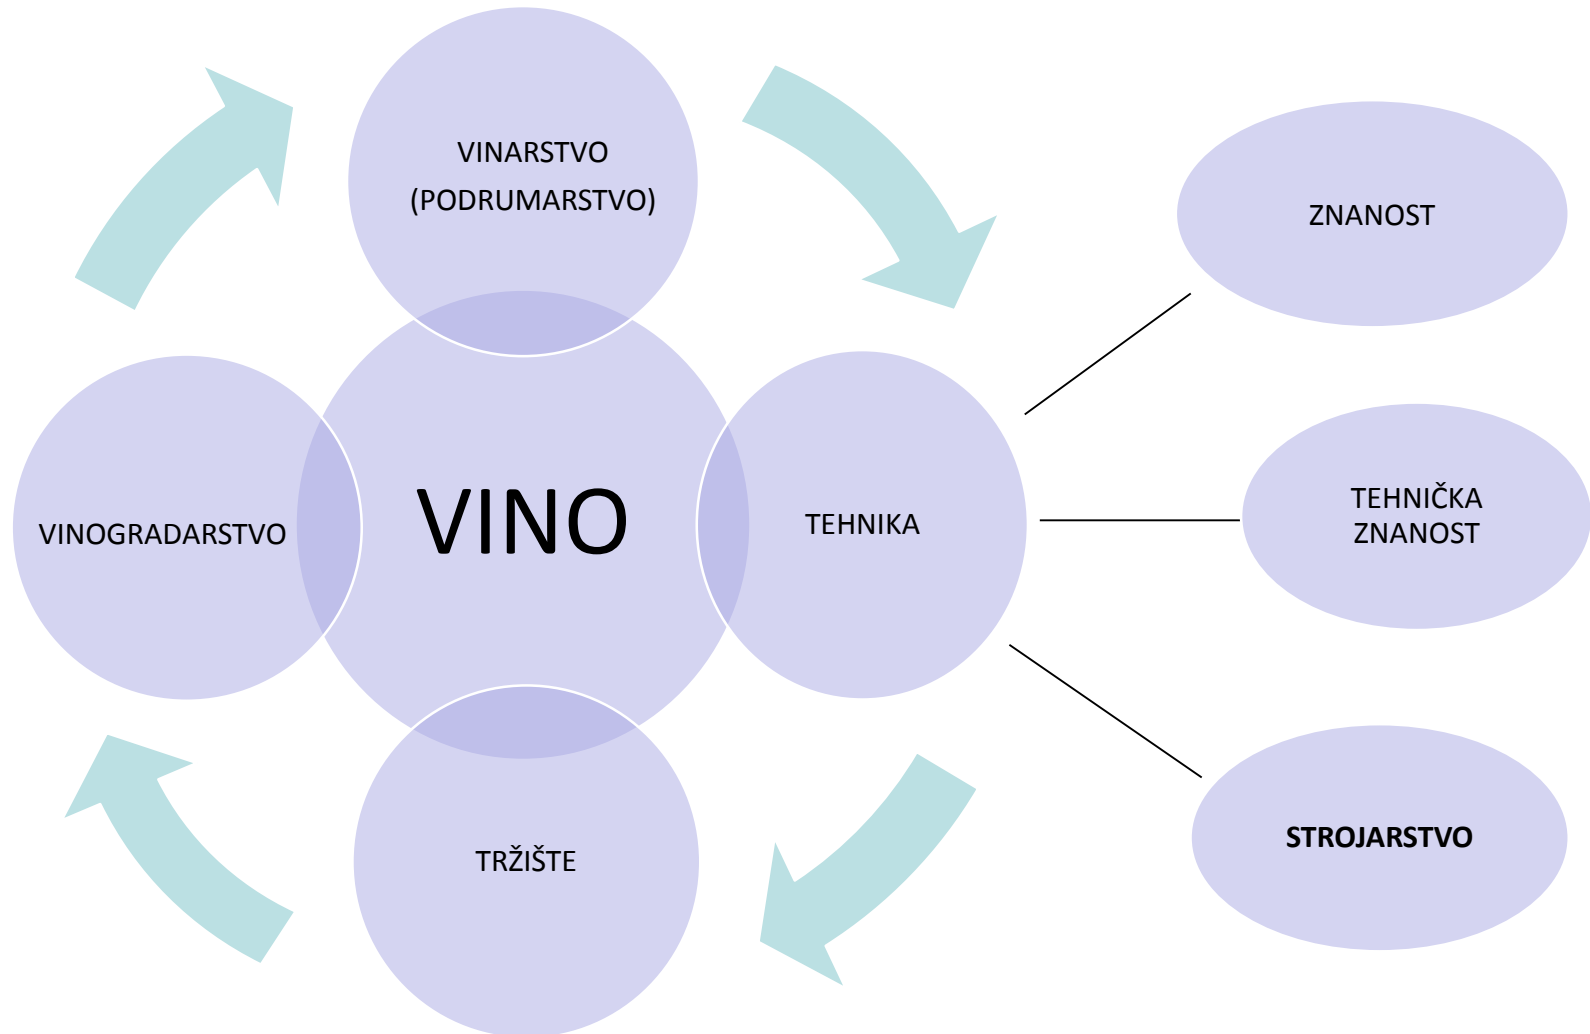 VINARSTVO
(PODRUMARSTVO)
ZNANOST
VINOGRADARSTVO
VINO
TEHNIKA
TEHNIČKA
ZNANOST
TRŽIŠTE
STROJARSTVO